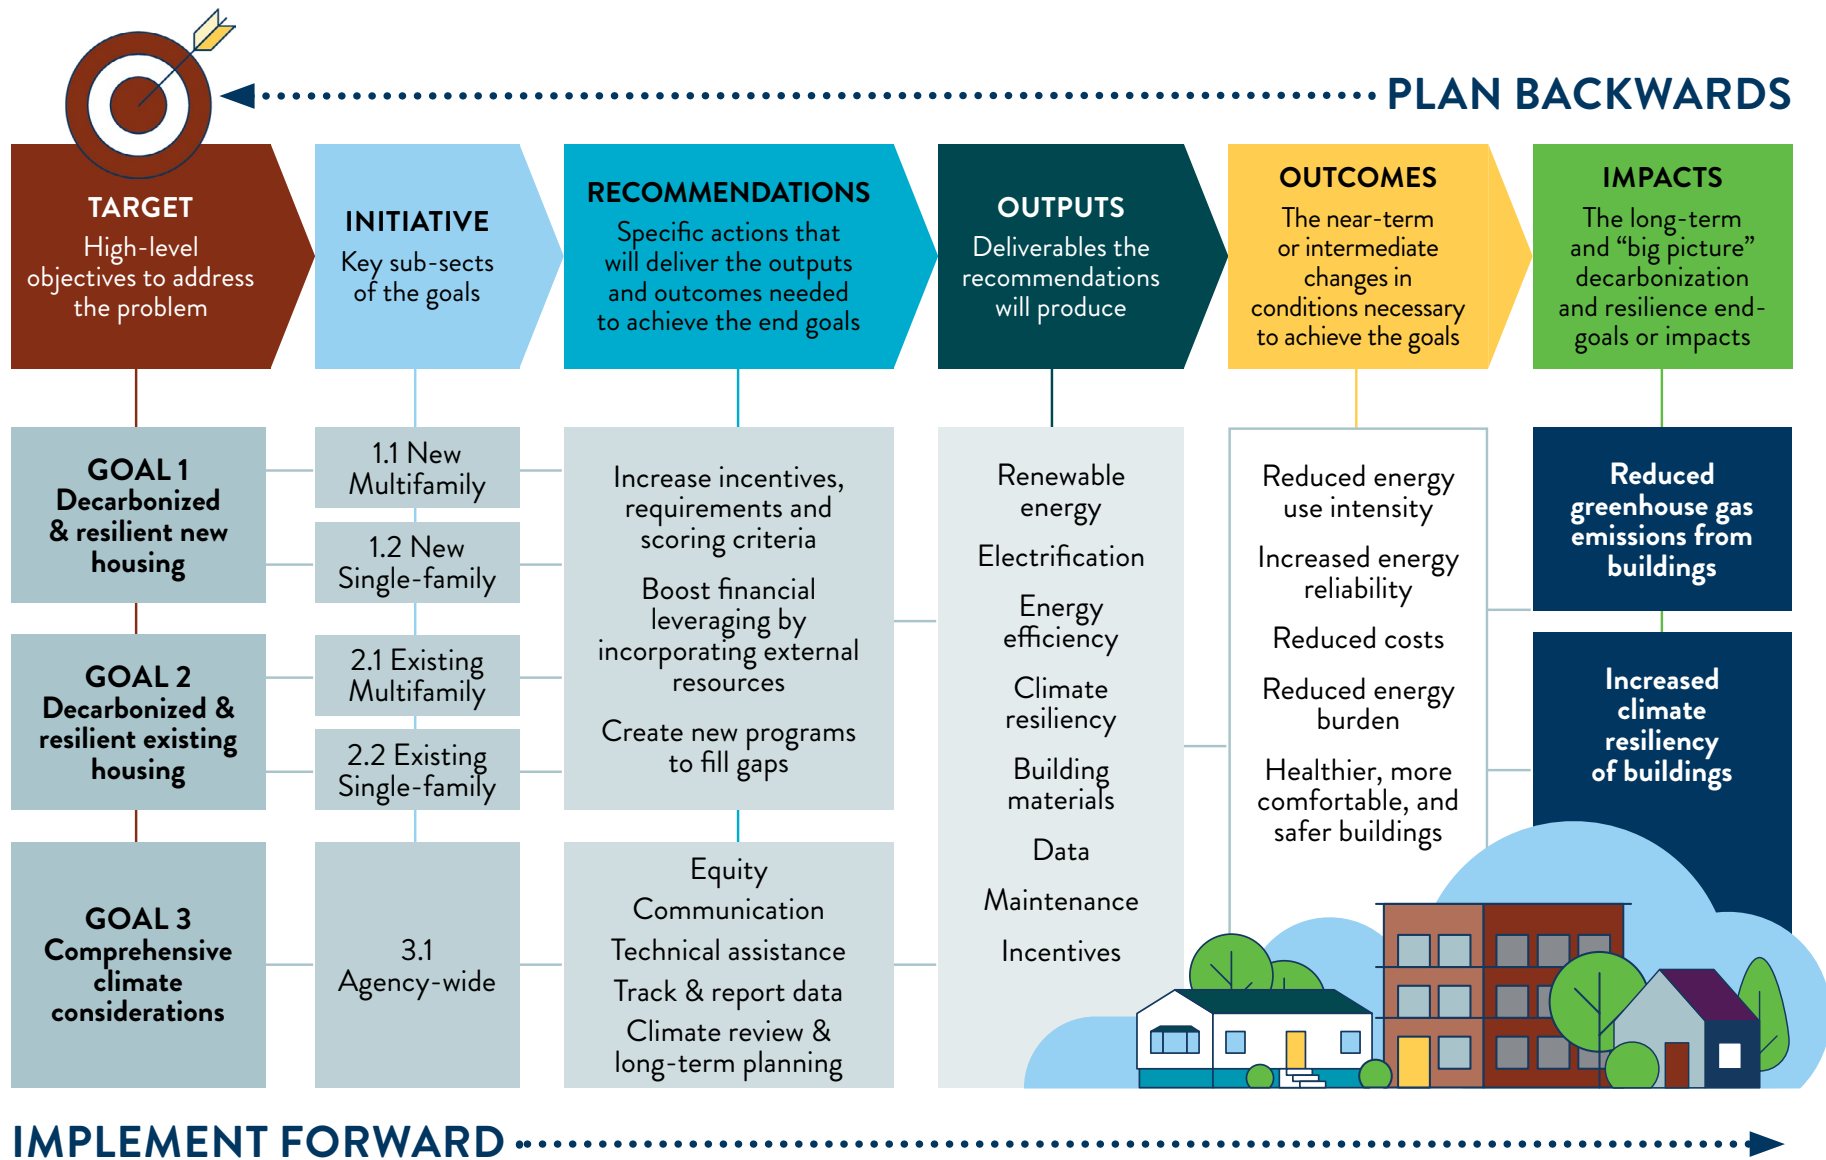 PLAN BACKWARDS
TARGET
High-level
objectives to address
the problem
INITIATIVE
Key sub-sects
of the goals
RECOMMENDATIONS
Specific actions that
will deliver the outputs
and outcomes needed
to achieve the end goals
OUTPUTS
Deliverables the
recommendations
will produce
OUTCOMES
The near-term
or intermediate
changes in
conditions necessary
to achieve the goals
IMPACTS
The long-term
and “big picture”
decarbonization
and resilience end-
goals or impacts
GOAL 1
Decarbonized
& resilient new
housing
GOAL 2
Decarbonized &
resilient existing
housing
GOAL 3
Comprehensive
climate
considerations
1.1 New
Multifamily
1.2 New
Single-family
2.1 Existing
Multifamily
2.2 Existing
Single-family
3.1
Agency-wide
Increase incentives,
requirements and
scoring criteria
Boost financial
leveraging by
incorporating external
resources
Create new programs
to fill gaps
Equity
Communication
Technical assistance
Track & report data
Climate review &
long-term planning
Renewable
energy
Electrification
Energy
efficiency
Climate
resiliency
Building
materials
Data
Maintenance
Incentives
Reduced energy
use intensity
Increased energy
reliability
Reduced costs
Reduced energy
burden
Healthier, more
comfortable, and
safer buildings
Reduced
greenhouse gas
emissions from
buildings
Increased
climate
resiliency
of buildings
IMPLEMENT FORWARD